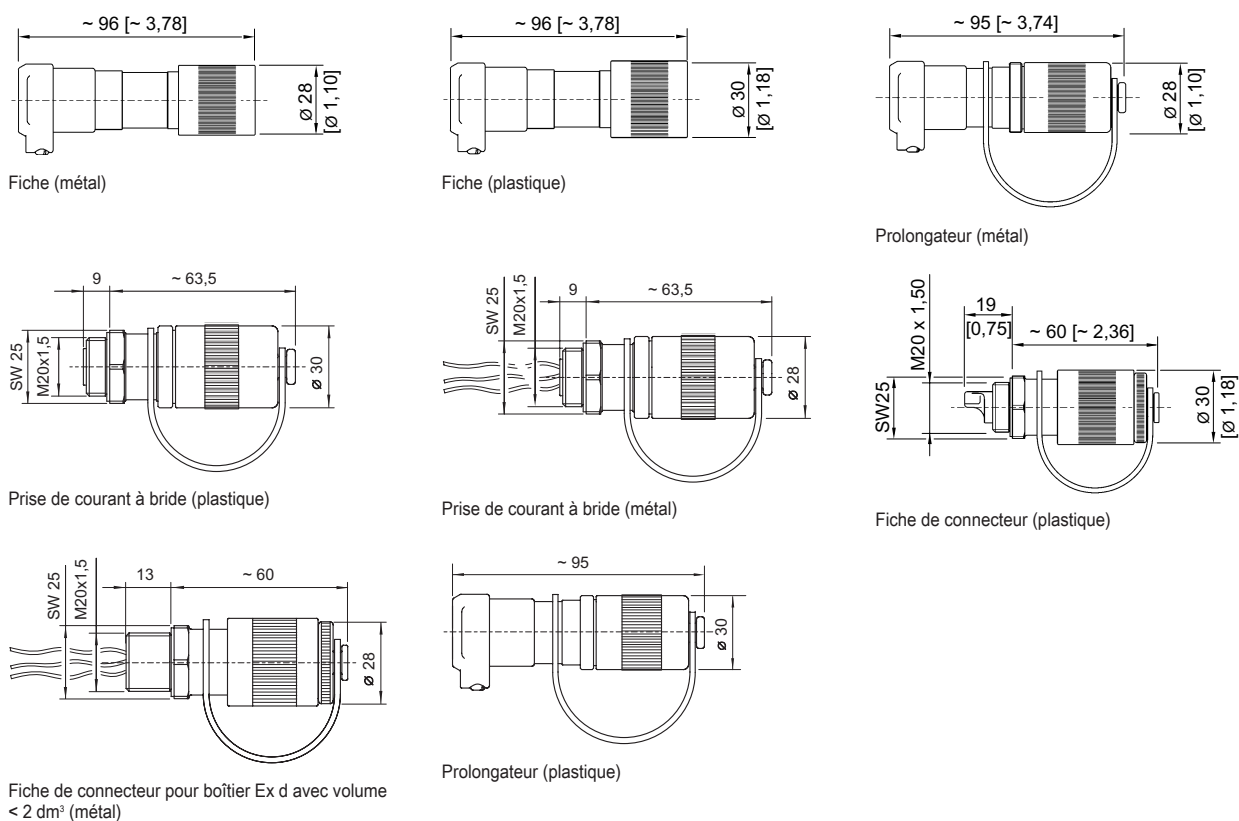 ~ 96 [~ 3,78]
Ø 28
[Ø 1,10]
Fiche (métal)
~ 96 [~ 3,78]
Ø 30
[Ø 1,18]
Fiche (plastique)
~ 95 [~ 3,74]
Ø 28
[Ø 1,10]
Prolongateur (métal)
9
~ 63,5
SW 25
M20x1,5
ø 30
Prise de courant à bride (plastique)
SW 25
M20x1,5
9
~ 63,5
ø 28
Prise de courant à bride (métal)
M20 x 1,50
19
[0,75]
~ 60 [~ 2,36]
SW25
Ø 30
[Ø 1,18]
Fiche de connecteur (plastique)
SW 25
M20x1,5
13
~ 60
ø 28
Fiche de connecteur pour boîtier Ex d avec volume
< 2 dm³ (métal)
~ 95
ø 30
Prolongateur (plastique)